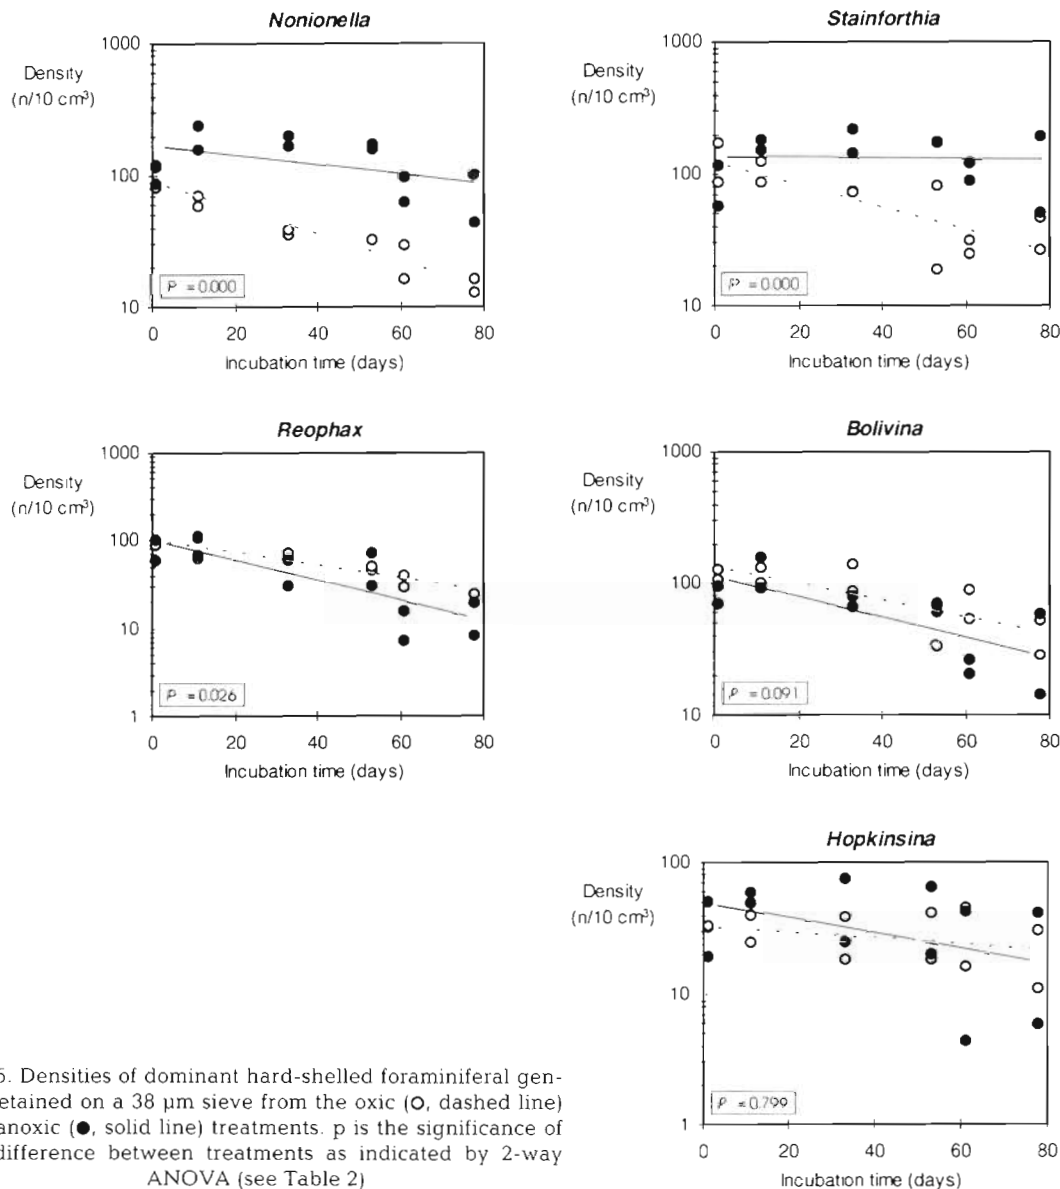 Nonionella
1000
Density
(n/10 cm³)
100
10
P = 0.000
0 20 40 60 80
Incubation time (days)
Stainforthia
1000
Density
(n/10 cm³)
100
10
P = 0.000
0 20 40 60 80
Incubation time (days)
Reophax
1000
Density
(n/10 cm³)
100
10
1
P = 0.026
0 20 40 60 80
Incubation time (days)
Bolivina
1000
Density
(n/10 cm³)
100
10
P = 0.091
0 20 40 60 80
Incubation time (days)
Hopkinsina
100
Density
(n/10 cm³)
10
1
P = 0.799
0 20 40 60 80
Incubation time (days)
5. Densities of dominant hard-shelled foraminiferal gen-
etained on a 38 µm sieve from the oxic (O, dashed line)
anoxic (●, solid line) treatments. p is the significance of
difference between treatments as indicated by 2-way
ANOVA (see Table 2)